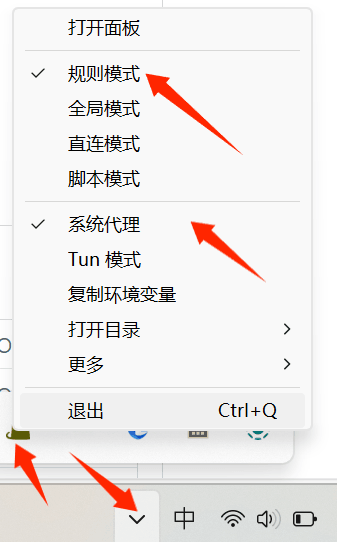 打开面板
规则模式
全局模式
直连模式
脚本模式
系统代理
Tun 模式
复制环境变量
打开目录
更多
退出 Ctrl+Q
中